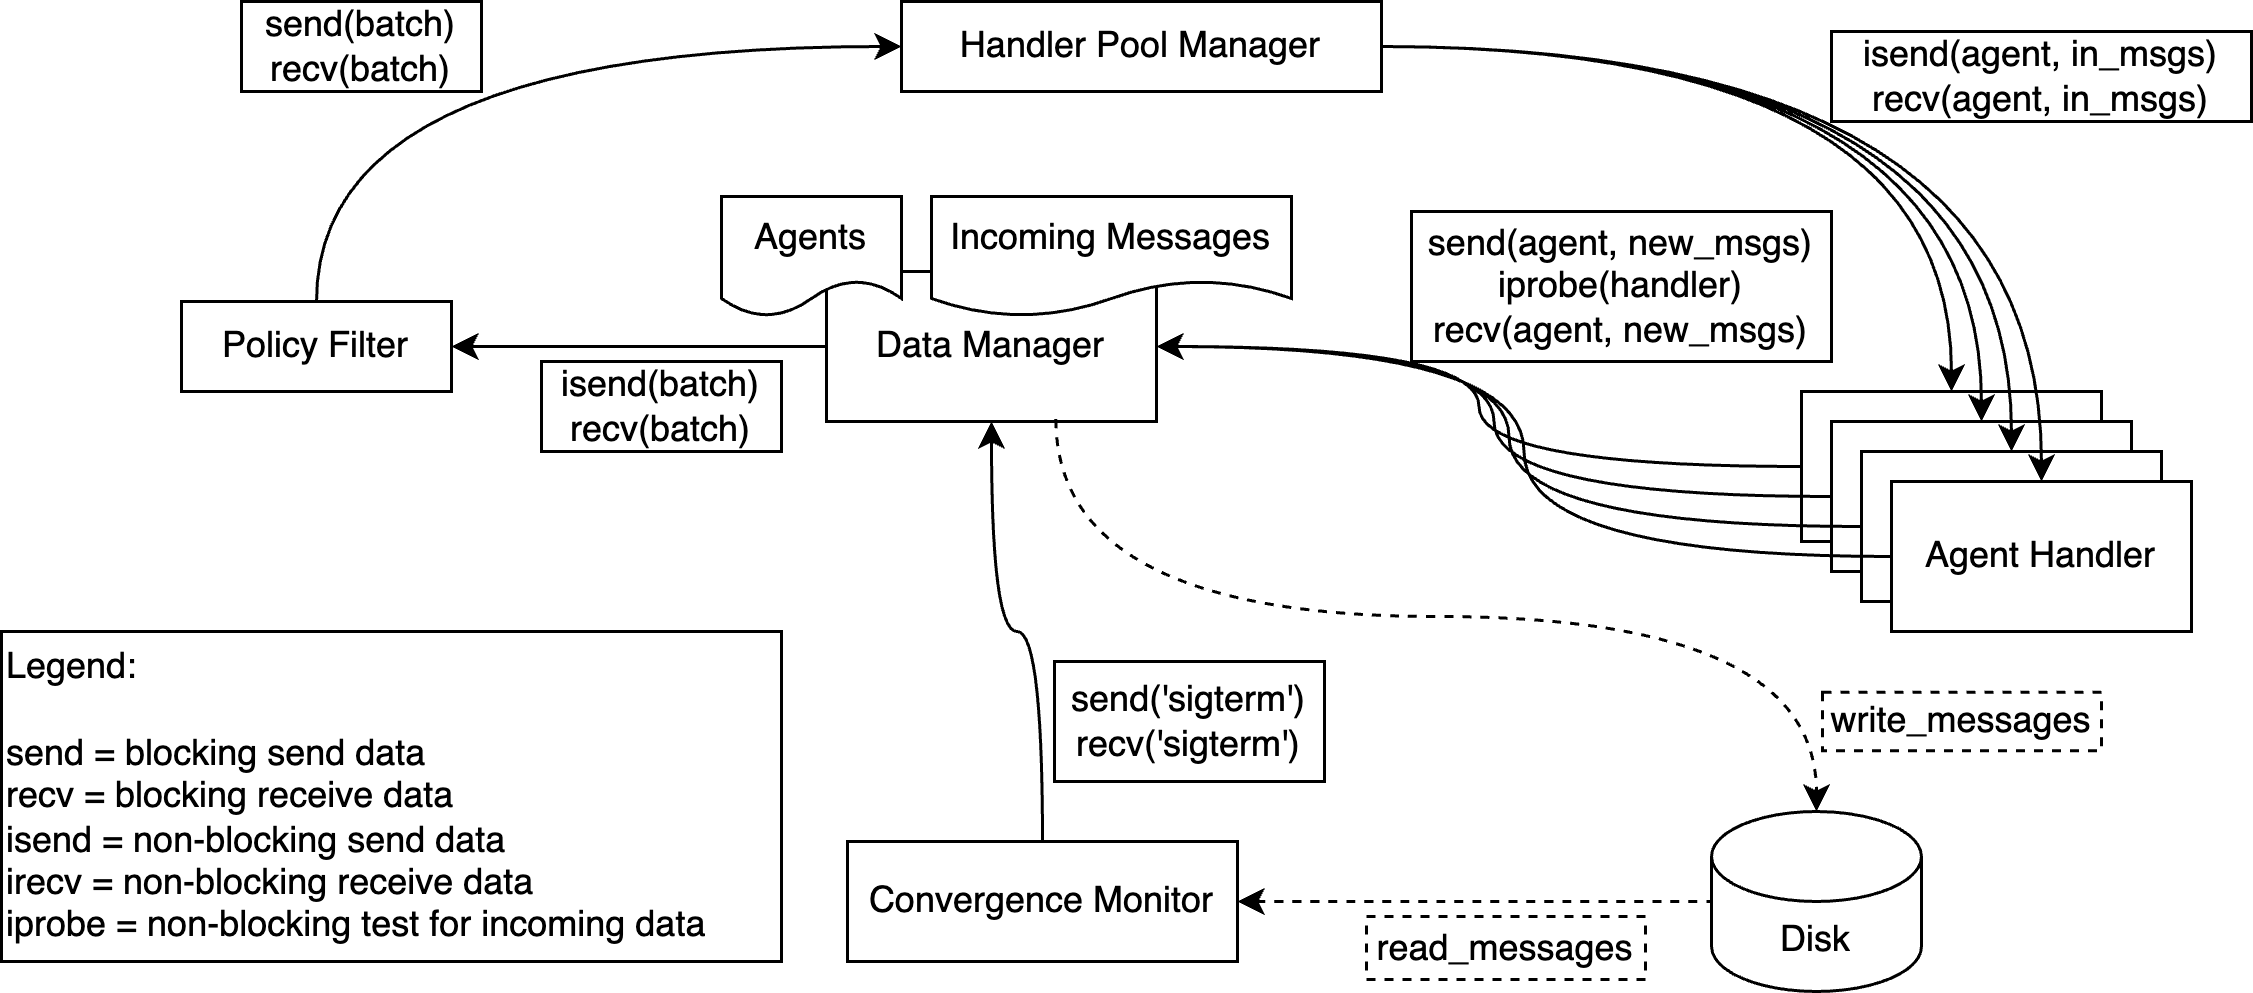 send(batch)
recv(batch)
Handler Pool Manager
isend(agent, in_msgs)
recv(agent, in_msgs)
Agents
Incoming Messages
send(agent, new_msgs)
iprobe(handler)
recv(agent, new_msgs)
Policy Filter
Data Manager
isend(batch)
recv(batch)
Agent Handler
Legend:
send = blocking send data
recv = blocking receive data
isend = non-blocking send data
irecv = non-blocking receive data
iprobe = non-blocking test for incoming data
send('sigterm')
recv('sigterm')
write_messages
Convergence Monitor
read_messages
Disk